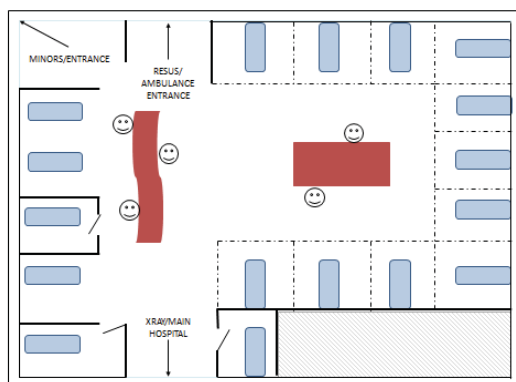 MINORS/ENTRANCE
RESUS/
AMBULANCE
ENTRANCE
XRAY/MAIN
HOSPITAL